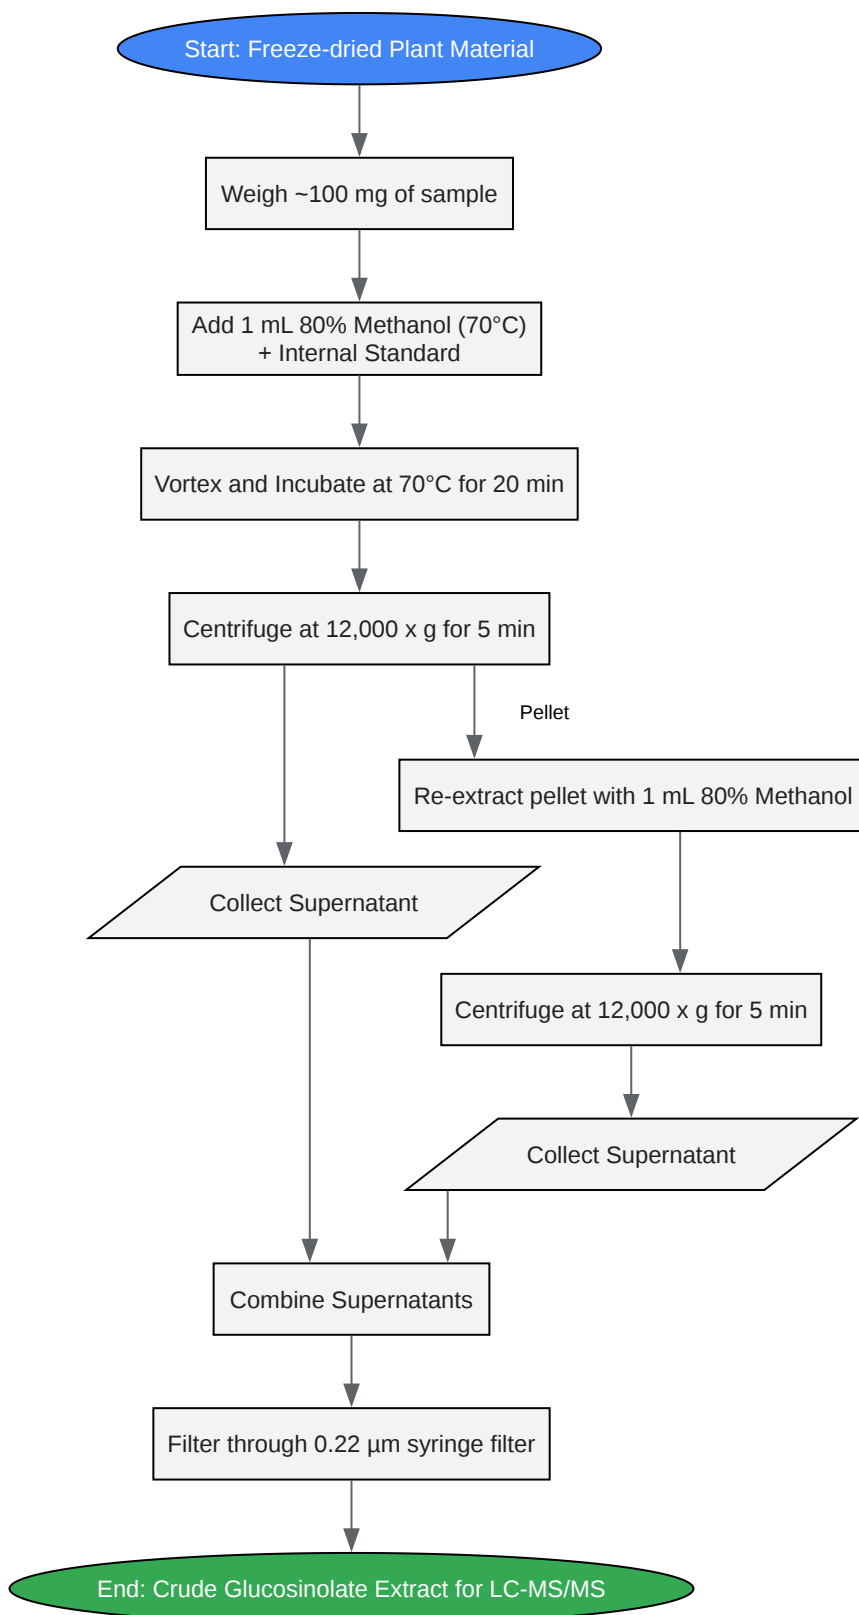 Start: Freeze-dried Plant Material
Weigh ~100 mg of sample
Add 1 mL 80% Methanol (70°C)
+ Internal Standard
Vortex and Incubate at 70°C for 20 min
Centrifuge at 12,000 x g for 5 min
Pellet
Re-extract pellet with 1 mL 80% Methanol
Collect Supernatant
Centrifuge at 12,000 x g for 5 min
Collect Supernatant
Combine Supernatants
Filter through 0.22 µm syringe filter
End: Crude Glucosinolate Extract for LC-MS/MS